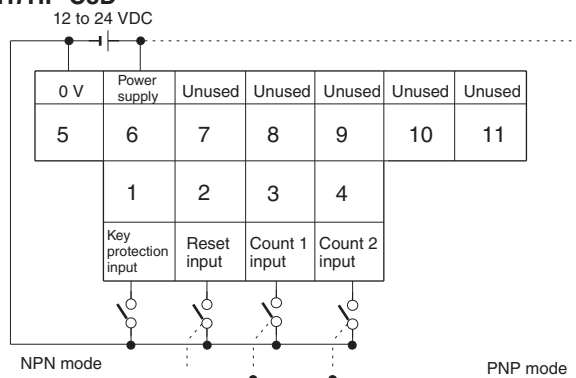 12 to 24 VDC
0 V
Power
supply
Unused
Unused
Unused
Unused
Unused
5
6
7
8
9
10
11
1
2
3
4
Key
protection
input
Reset
input
Count 1
input
Count 2
input
NPN mode
PNP mode